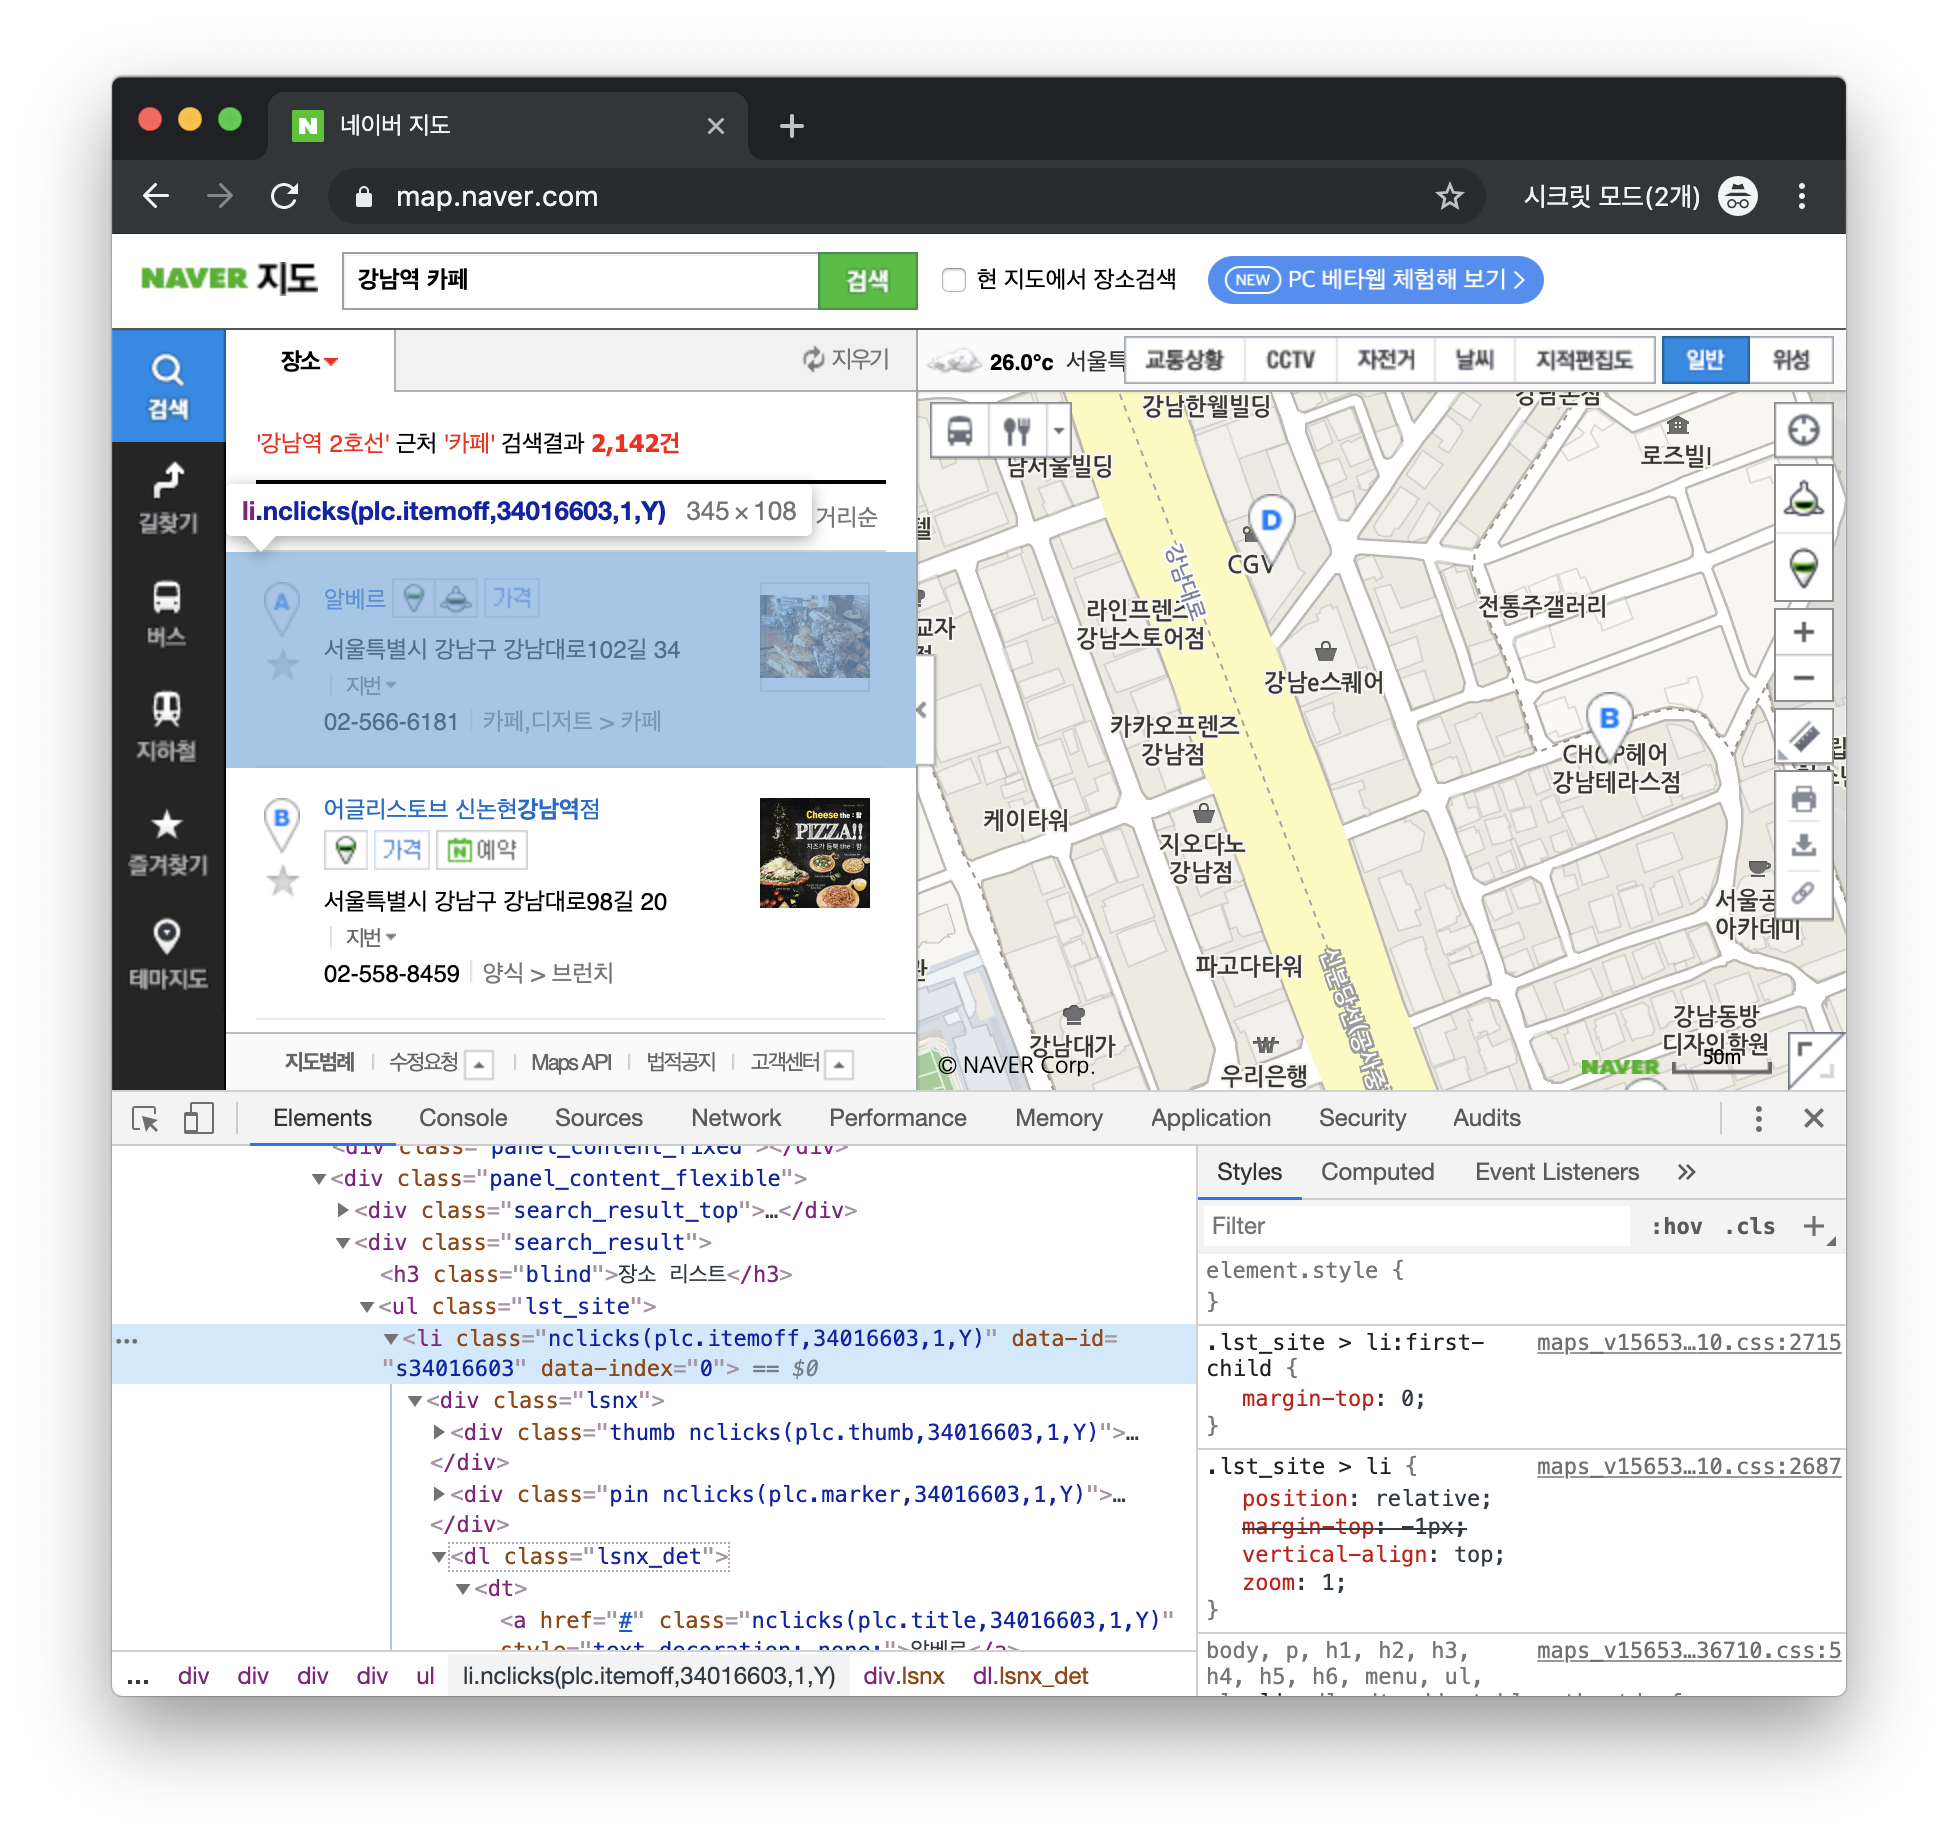 네이버 지도
map.naver.com
시크릿 모드(2개)
NAVER 지도
강남역 카페
검색
현 지도에서 장소검색
NEW PC 베타웹 체험해 보기
검색
길찾기
버스
지하철
즐겨찾기
테마지도
장소
지우기
'강남역 2호선' 근처 '카페' 검색결과 2,142건
li.nclicks(plc.itemoff,34016603,1,Y) 345 × 108
거리순
A 알베르 가격
서울특별시 강남구 강남대로102길 34
지번
02-566-6181 카페,디저트 > 카페
B 어글리스토브 신논현강남역점
가격 예약
서울특별시 강남구 강남대로98길 20
지번
02-558-8459 양식 > 브런치
Cheese the : 함
PIZZA!!
치즈가 듬뿍 the : 함
지도범례 수정요청 Maps API 법적공지 고객센터
26.0°c 서울특
교통상황 CCTV 자전거 날씨 지적편집도 일반 위성
강남한웰빌딩
남서울빌딩
로즈빌
D
CGV
강남대로
라인프렌즈
강남스토어점
교자
전통주갤러리
강남e스퀘어
B
카카오프렌즈
강남점
CHOP헤어
강남테라스점
케이타워
지오다노
강남점
서울공
아카데미
파고다타워
신분당선(공사중
강남대가
우리은행
강남동방
디자인학원
© NAVER Corp.
NAVER 50m
Elements Console Sources Network Performance Memory Application Security Audits
<div class="panel_content_fixed"></div>
<div class="panel_content_flexible">
<div class="search_result_top">…</div>
<div class="search_result">
<h3 class="blind">장소 리스트</h3>
<ul class="lst_site">
<li class="nclicks(plc.itemoff,34016603,1,Y)" data-id=
"s34016603" data-index="0"> == $0
<div class="lsnx">
<div class="thumb nclicks(plc.thumb,34016603,1,Y)">…
</div>
<div class="pin nclicks(plc.marker,34016603,1,Y)">…
</div>
<dl class="lsnx_det">
<dt>
<a href="#" class="nclicks(plc.title,34016603,1,Y)"
style="text-decoration: none;">알베르</a>
... div div div div ul li.nclicks(plc.itemoff,34016603,1,Y) div.lsnx dl.lsnx_det
Styles Computed Event Listeners »
Filter :hov .cls +
element.style {
}
.lst_site > li:first- maps_v15653…10.css:2715
child {
margin-top: 0;
}
.lst_site > li { maps_v15653…10.css:2687
position: relative;
margin-top: -1px;
vertical-align: top;
zoom: 1;
}
body, p, h1, h2, h3, maps_v15653…36710.css:5
h4, h5, h6, menu, ul,